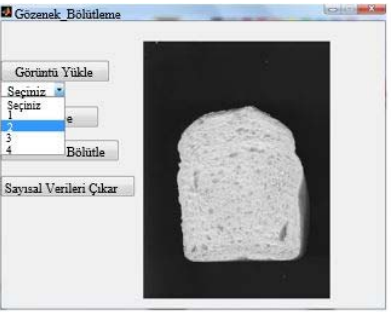 Gözenek_Bölütleme
Görüntü Yükle
Seçiniz
Seçiniz
1
e
2
3
4
Bölütle
Sayısal Verileri Çıkar